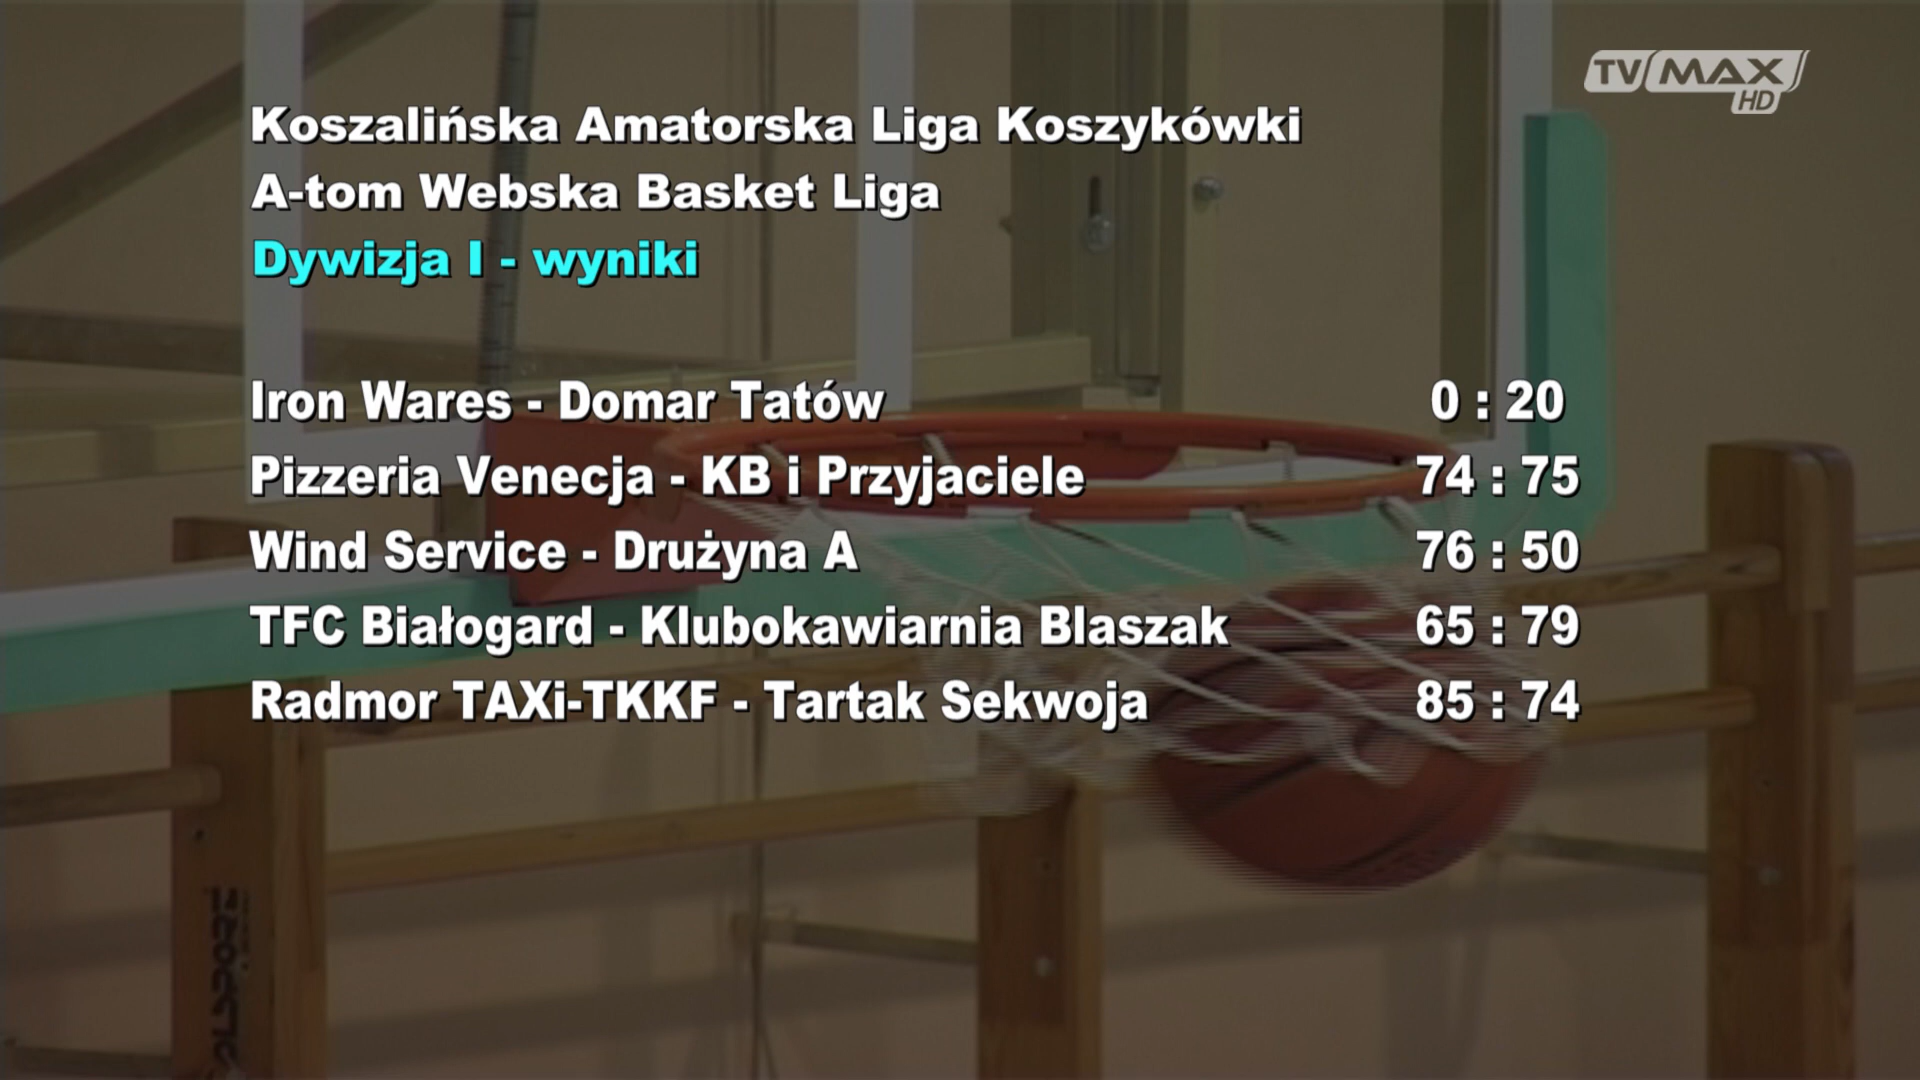 TV MAX
HD
Koszalińska Amatorska Liga Koszykówki
A-tom Webska Basket Liga
Dywizja I - wyniki
Iron Wares - Domar Tatów 0 : 20
Pizzeria Venecja - KB i Przyjaciele 74 : 75
Wind Service - Drużyna A 76 : 50
TFC Białogard - Klubokawiarnia Blaszak 65 : 79
Radmor TAXi-TKKF - Tartak Sekwoja 85 : 74